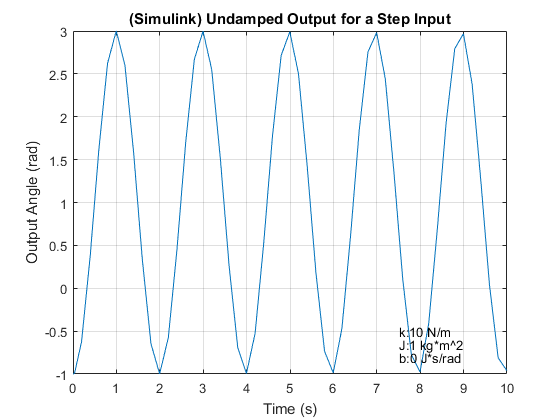 (Simulink) Undamped Output for a Step Input
3
2.5
2
1.5
1
0.5
0
-0.5
-1
Output Angle (rad)
k:10 N/m
J:1 kg*m^2
b:0 J*s/rad
0 1 2 3 4 5 6 7 8 9 10
Time (s)